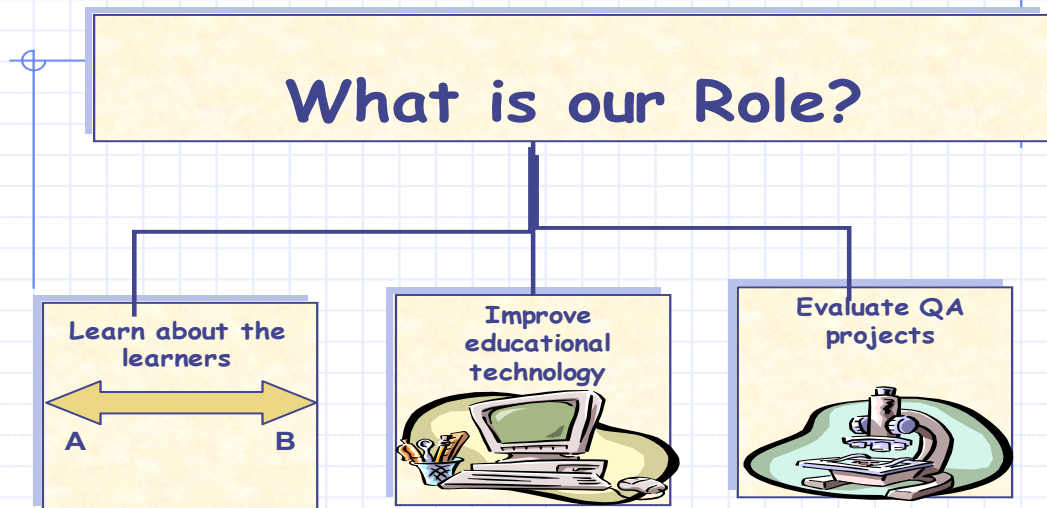 What is our Role?
Learn about the
learners
A B
Improve
educational
technology
Evaluate QA
projects